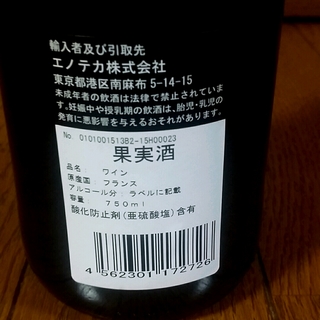 輸入者及び引取先
エノテカ株式会社
東京都港区南麻布 5-14-15
未成年者の飲酒は法律で禁止されていま
す。妊娠中や授乳期の飲酒は、胎児・乳児の
発育に悪影響を与えるおそれがあります。
No 0101001513B2-15H00023
果実酒
品名: ワイン
原産国: フランス
アルコール分: ラベルに記載
容量: 750ml
酸化防止剤(亜硫酸塩)含有
4 562301 172726